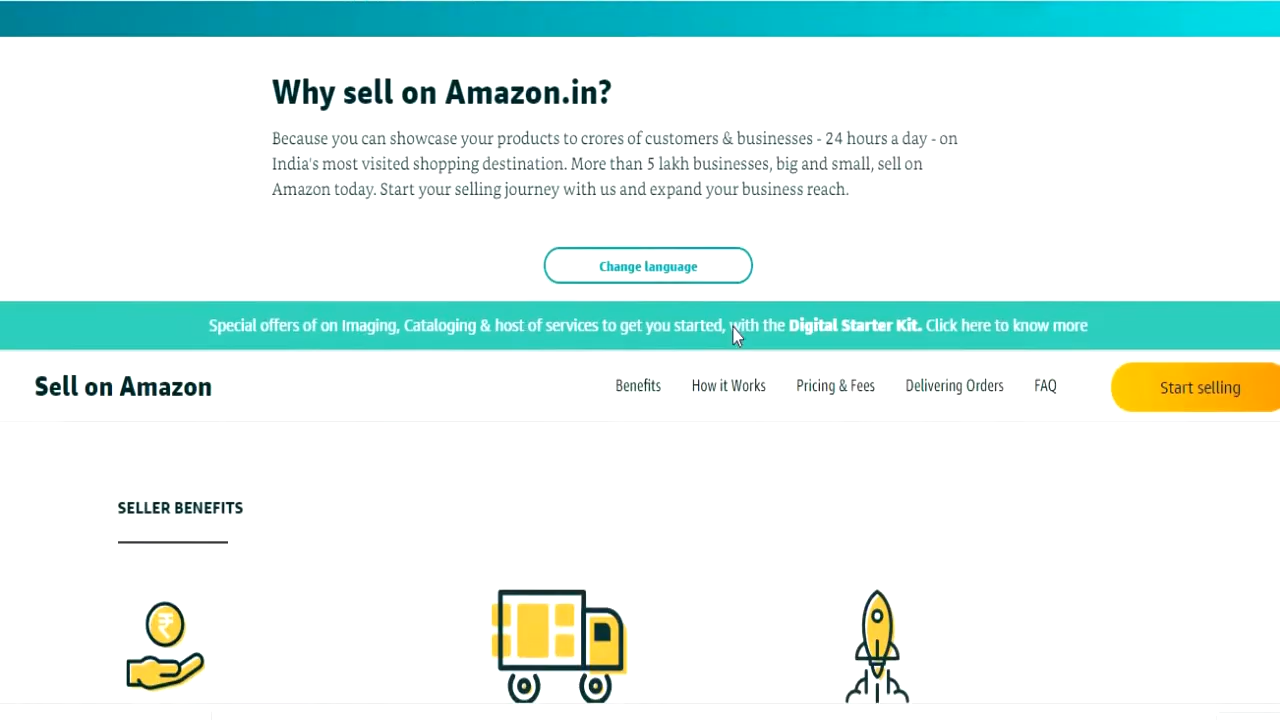 Why sell on Amazon.in?
Because you can showcase your products to crores of customers & businesses - 24 hours a day - on
India's most visited shopping destination. More than 5 lakh businesses, big and small, sell on
Amazon today. Start your selling journey with us and expand your business reach.
Change language
Special offers of on Imaging, Cataloging & host of services to get you started, with the Digital Starter Kit. Click here to know more
Sell on Amazon Benefits How it Works Pricing & Fees Delivering Orders FAQ Start selling
SELLER BENEFITS
₹